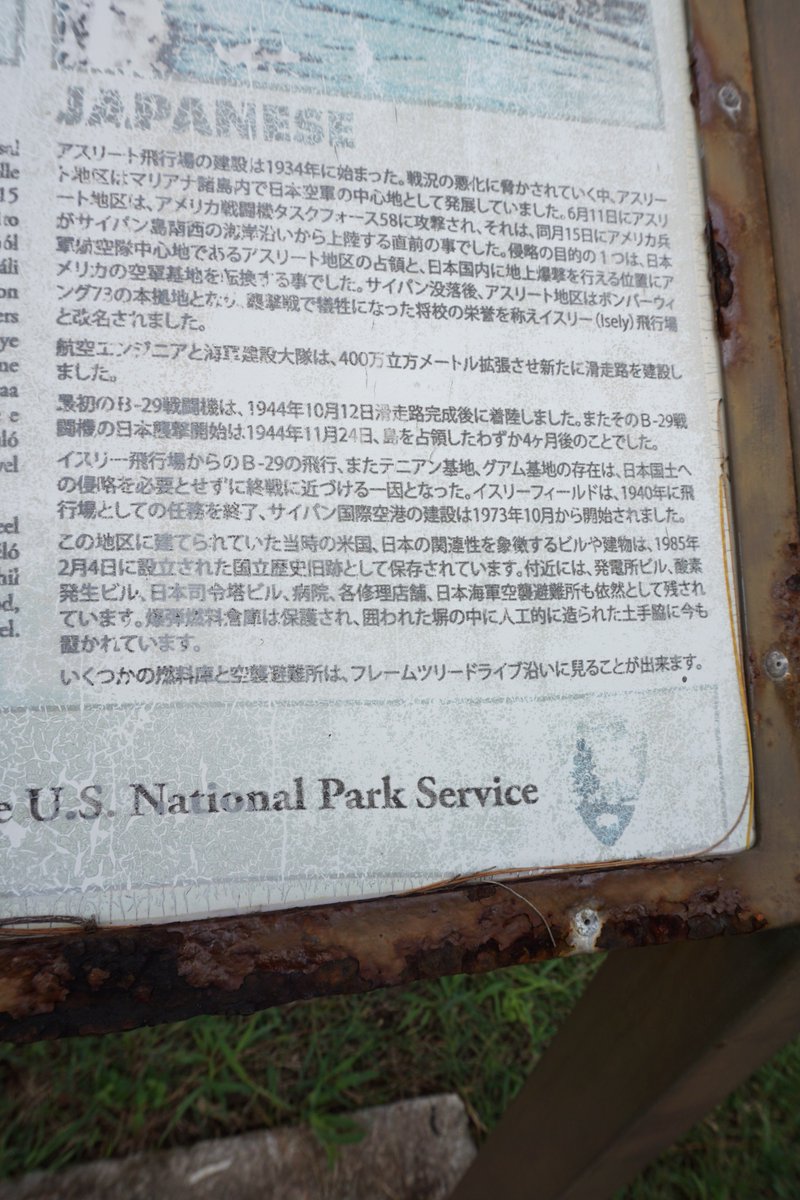 JAPANESE
アスリート飛行場の建設は1934年に始まった。戦況の悪化に脅かされていく中、アスリー
ト地区はマリアナ諸島内で日本空軍の中心地として発展していました。6月11日にアスリ
ート地区は、アメリカ戦闘機タスクフォース58に攻撃され、それは、同月15日にアメリカ兵
がサイパン島南西の海岸沿いから上陸する直前の事でした。侵略の目的の1つは、日本
軍航空隊中心地であるアスリート地区の占領と、日本国内に地上爆撃を行える位置にア
メリカの空軍基地を転換する事でした。サイパン没落後、アスリート地区はボンバーウィ
ング73の本拠地となり、襲撃戦で犠牲になった将校の栄誉を称えイスリー(Isely)飛行場
と改名されました。
航空エンジニアと海軍建設大隊は、400万立方メートル拡張させ新たに滑走路を建設し
ました。
最初のB-29戦闘機は、1944年10月12日滑走路完成後に着陸しました。またそのB-29戦
闘機の日本襲撃開始は1944年11月24日、島を占領したわずか4ヶ月後のことでした。
イスリー飛行場からのB-29の飛行、またテニアン基地、グアム基地の存在は、日本国土へ
の侵略を必要とせずに終戦に近づける一因となった。イスリーフィールドは、1940年に飛
行場としての任務を終了、サイパン国際空港の建設は1973年10月から開始されました。
この地区に建てられていた当時の米国、日本の関連性を象徴するビルや建物は、1985年
2月4日に設立された国立歴史旧跡として保存されています。付近には、発電所ビル、酸素
発生ビル、日本司令塔ビル、病院、各修理店舗、日本海軍空襲避難所も依然として残され
ています。爆弾燃料倉庫は保護され、囲われた塀の中に人工的に造られた土手脇に今も
置かれています。
いくつかの燃料庫と空襲避難所は、フレームツリードライブ沿いに見ることが出来ます。
U.S. National Park Service